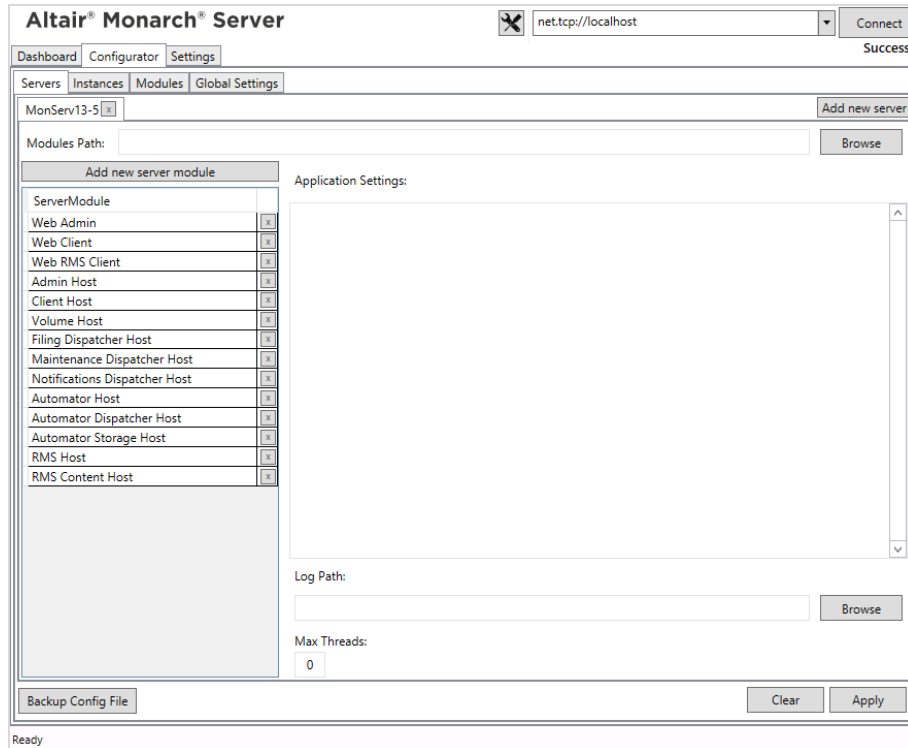 Altair® Monarch® Server
net.tcp://localhost
Connect
Success
Dashboard Configurator Settings
Servers Instances Modules Global Settings
MonServ13-5 x
Add new server
Modules Path:
Browse
Add new server module
Application Settings:
ServerModule
Web Admin x
Web Client x
Web RMS Client x
Admin Host x
Client Host x
Volume Host x
Filing Dispatcher Host x
Maintenance Dispatcher Host x
Notifications Dispatcher Host x
Automator Host x
Automator Dispatcher Host x
Automator Storage Host x
RMS Host x
RMS Content Host x
Log Path:
Browse
Max Threads:
0
Backup Config File
Clear
Apply
Ready